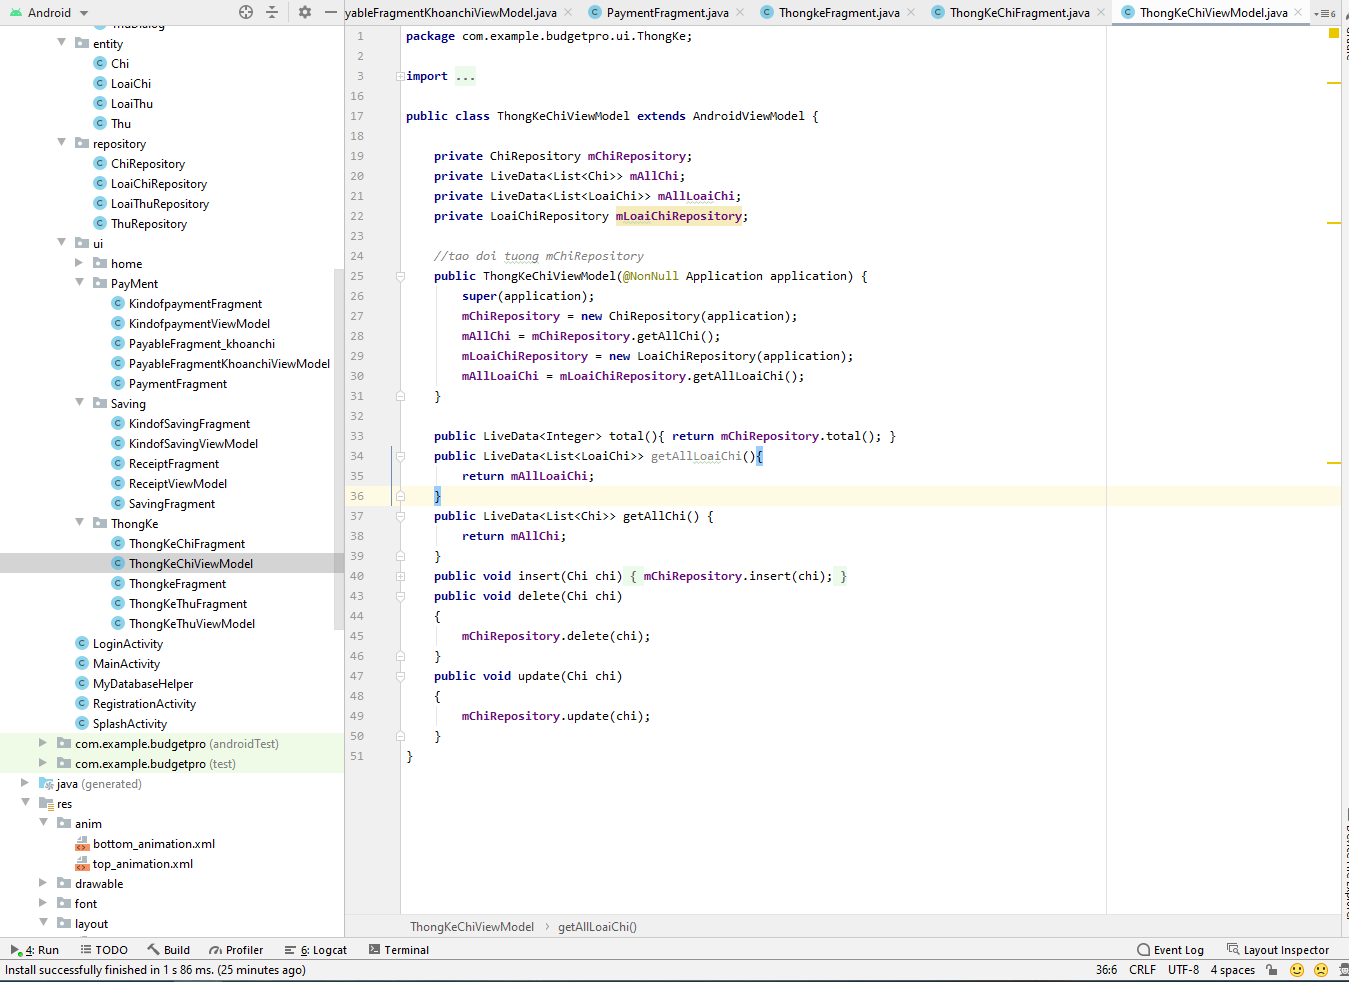 Android
yableFragmentKhoanchiViewModel.java
PaymentFragment.java
ThongkeFragment.java
ThongKeChiFragment.java
ThongKeChiViewModel.java
6
entity
Chi
LoaiChi
LoaiThu
Thu
repository
ChiRepository
LoaiChiRepository
LoaiThuRepository
ThuRepository
ui
home
PayMent
KindofpaymentFragment
KindofpaymentViewModel
PayableFragment_khoanchi
PayableFragmentKhoanchiViewModel
PaymentFragment
Saving
KindofSavingFragment
KindofSavingViewModel
ReceiptFragment
ReceiptViewModel
SavingFragment
ThongKe
ThongKeChiFragment
ThongKeChiViewModel
ThongkeFragment
ThongKeThuFragment
ThongKeThuViewModel
LoginActivity
MainActivity
MyDatabaseHelper
RegistrationActivity
SplashActivity
com.example.budgetpro (androidTest)
com.example.budgetpro (test)
java (generated)
res
anim
bottom_animation.xml
top_animation.xml
drawable
font
layout
1 package com.example.budgetpro.ui.ThongKe;
2
3 import ...
16
17 public class ThongKeChiViewModel extends AndroidViewModel {
18
19 private ChiRepository mChiRepository;
20 private LiveData<List<Chi>> mAllChi;
21 private LiveData<List<LoaiChi>> mAllLoaiChi;
22 private LoaiChiRepository mLoaiChiRepository;
23
24 //tao doi tuong mChiRepository
25 public ThongKeChiViewModel(@NonNull Application application) {
26 super(application);
27 mChiRepository = new ChiRepository(application);
28 mAllChi = mChiRepository.getAllChi();
29 mLoaiChiRepository = new LoaiChiRepository(application);
30 mAllLoaiChi = mLoaiChiRepository.getAllLoaiChi();
31 }
32
33 public LiveData<Integer> total(){ return mChiRepository.total(); }
34 public LiveData<List<LoaiChi>> getAllLoaiChi(){
35 return mAllLoaiChi;
36 }
37 public LiveData<List<Chi>> getAllChi() {
38 return mAllChi;
39 }
40 public void insert(Chi chi) { mChiRepository.insert(chi); }
43 public void delete(Chi chi)
44 {
45 mChiRepository.delete(chi);
46 }
47 public void update(Chi chi)
48 {
49 mChiRepository.update(chi);
50 }
51 }
ThongKeChiViewModel › getAllLoaiChi()
4: Run
TODO
Build
Profiler
6: Logcat
Terminal
Event Log
Layout Inspector
Install successfully finished in 1 s 86 ms. (25 minutes ago)
36:6 CRLF UTF-8 4 spaces